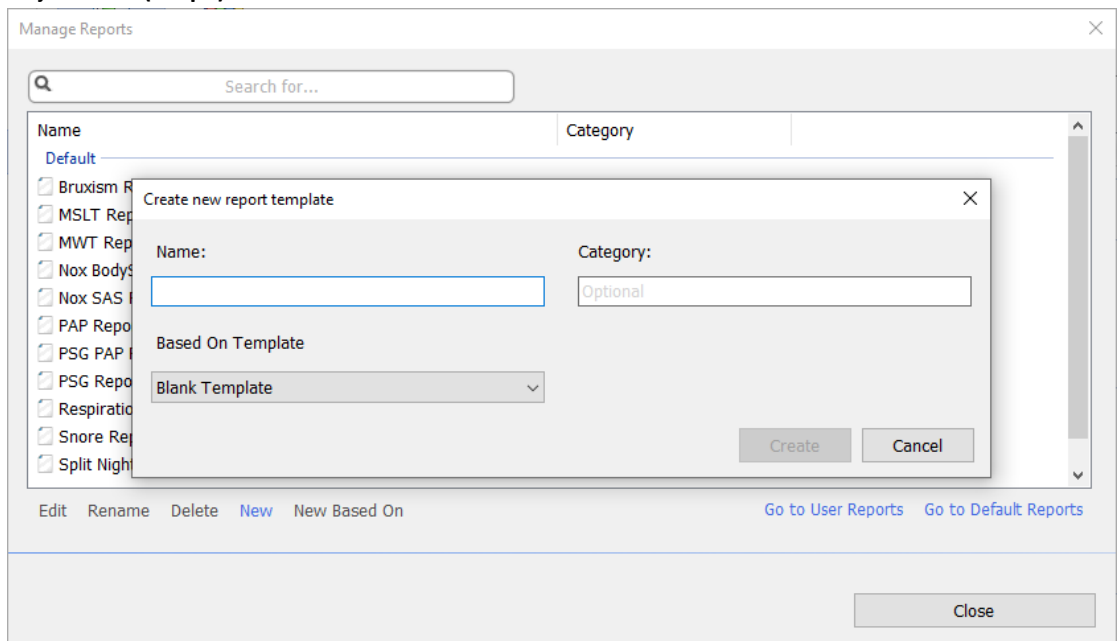 Manage Reports
Search for...
Name Category
Default
Bruxism R
MSLT Rep
MWT Rep
Nox Body
Nox SAS
PAP Repo
PSG PAP
PSG Repo
Respiratio
Snore Rep
Split Nigh
Create new report template
Name: Category:
Optional
Based On Template
Blank Template
Create Cancel
Edit Rename Delete New New Based On Go to User Reports Go to Default Reports
Close